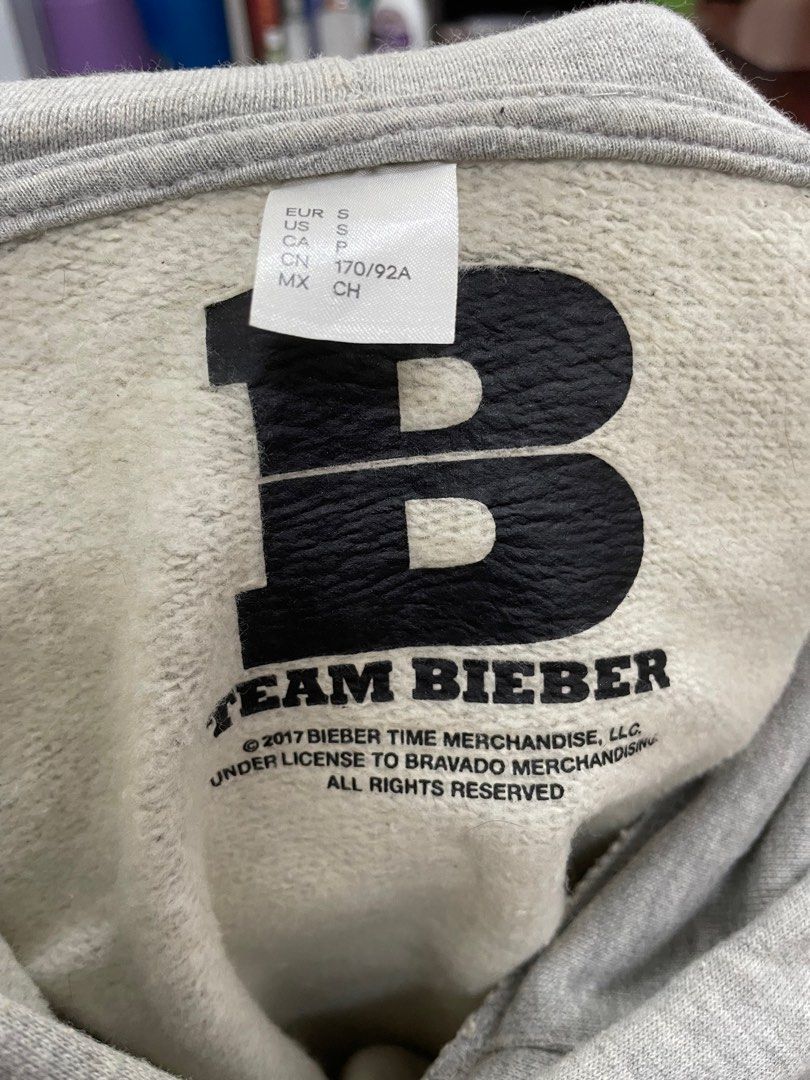 EUR S
US S
CA P
CN 170/92A
MX CH
B
TEAM BIEBER
© 2017 BIEBER TIME MERCHANDISE, LLC.
UNDER LICENSE TO BRAVADO MERCHANDISING.
ALL RIGHTS RESERVED